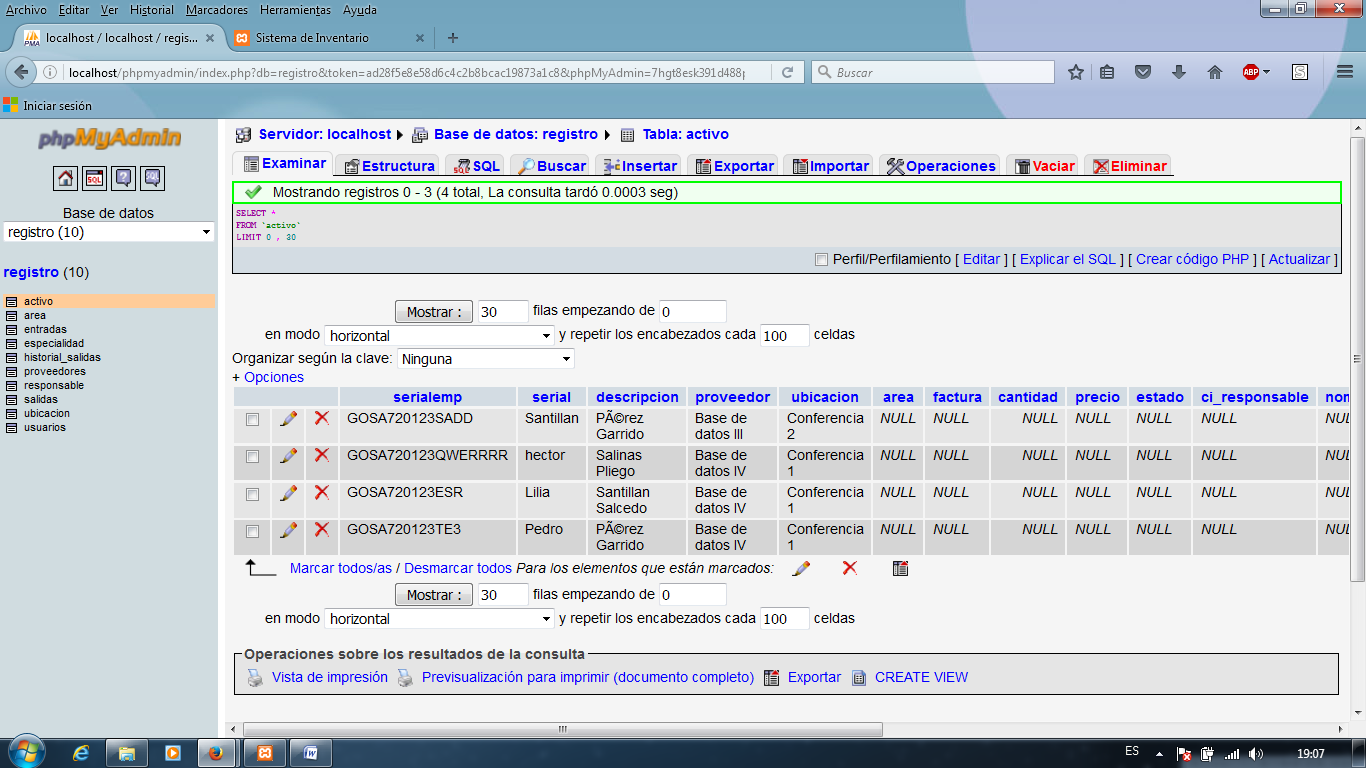 Archivo Editar Ver Historial Marcadores Herramientas Ayuda
PMA localhost / localhost / regis... × Sistema de Inventario × +
localhost/phpmyadmin/index.php?db=registro&token=ad28f5e8e58d6c4c2b8bcac19873a1d8&phpMyAdmin=7hgt8esk391d488p Buscar ABP S
Iniciar sesión
phpMyAdmin
SQL
Base de datos
registro (10)
registro (10)
activo
area
entradas
especialidad
historial_salidas
proveedores
responsable
salidas
ubicacion
usuarios
Servidor: localhost Base de datos: registro Tabla: activo
Examinar Estructura SQL Buscar Insertar Exportar Importar Operaciones Vaciar Eliminar
Mostrando registros 0 - 3 (4 total, La consulta tardó 0.0003 seg)
SELECT *
FROM `activo`
LIMIT 0 , 30
Perfil/Perfilamiento [ Editar ] [ Explicar el SQL ] [ Crear código PHP ] [ Actualizar ]
Mostrar : 30 filas empezando de 0
en modo horizontal y repetir los encabezados cada 100 celdas
Organizar según la clave: Ninguna
+ Opciones
serialemp serial descripcion proveedor ubicacion area factura cantidad precio estado ci_responsable nom
GOSA720123SADD Santillan PÃ©rez Garrido Base de datos III Conferencia 2 NULL NULL NULL NULL NULL NULL NULL
GOSA720123QWERRRR hector Salinas Pliego Base de datos IV Conferencia 1 NULL NULL NULL NULL NULL NULL NULL
GOSA720123ESR Lilia Santillan Salcedo Base de datos IV Conferencia 1 NULL NULL NULL NULL NULL NULL NULL
GOSA720123TE3 Pedro PÃ©rez Garrido Base de datos IV Conferencia 1 NULL NULL NULL NULL NULL NULL NULL
Marcar todos/as / Desmarcar todos Para los elementos que están marcados:
Mostrar : 30 filas empezando de 0
en modo horizontal y repetir los encabezados cada 100 celdas
Operaciones sobre los resultados de la consulta
Vista de impresión Previsualización para imprimir (documento completo) Exportar CREATE VIEW
ES 19:07